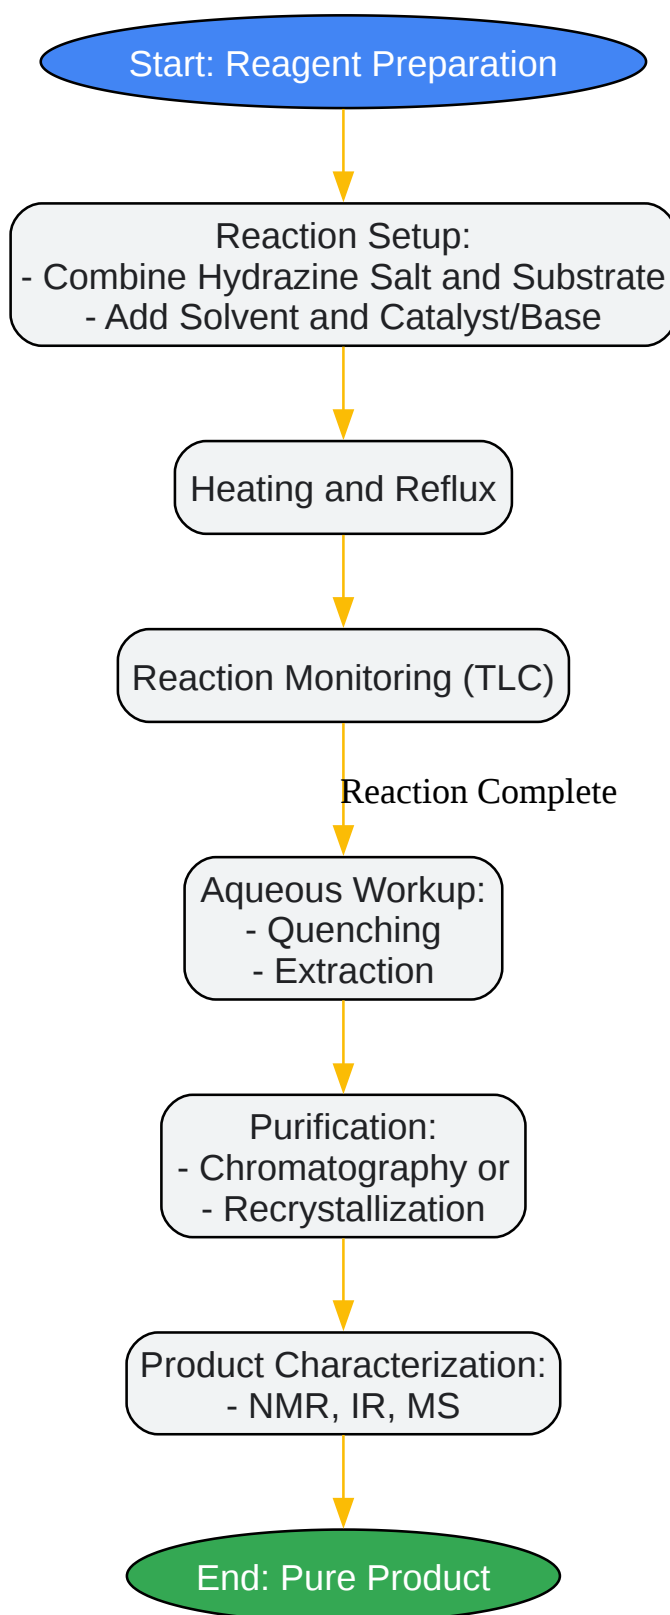 Start: Reagent Preparation
Reaction Setup:
- Combine Hydrazine Salt and Substrate
- Add Solvent and Catalyst/Base
Heating and Reflux
Reaction Monitoring (TLC)
Reaction Complete
Aqueous Workup:
- Quenching
- Extraction
Purification:
- Chromatography or
- Recrystallization
Product Characterization:
- NMR, IR, MS
End: Pure Product